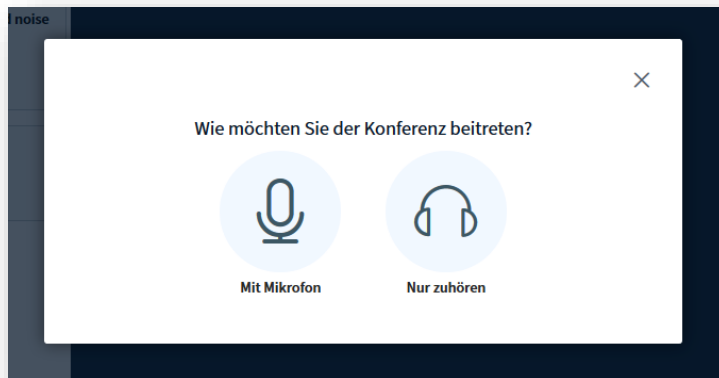 noise
Wie möchten Sie der Konferenz beitreten?
Mit Mikrofon
Nur zuhören